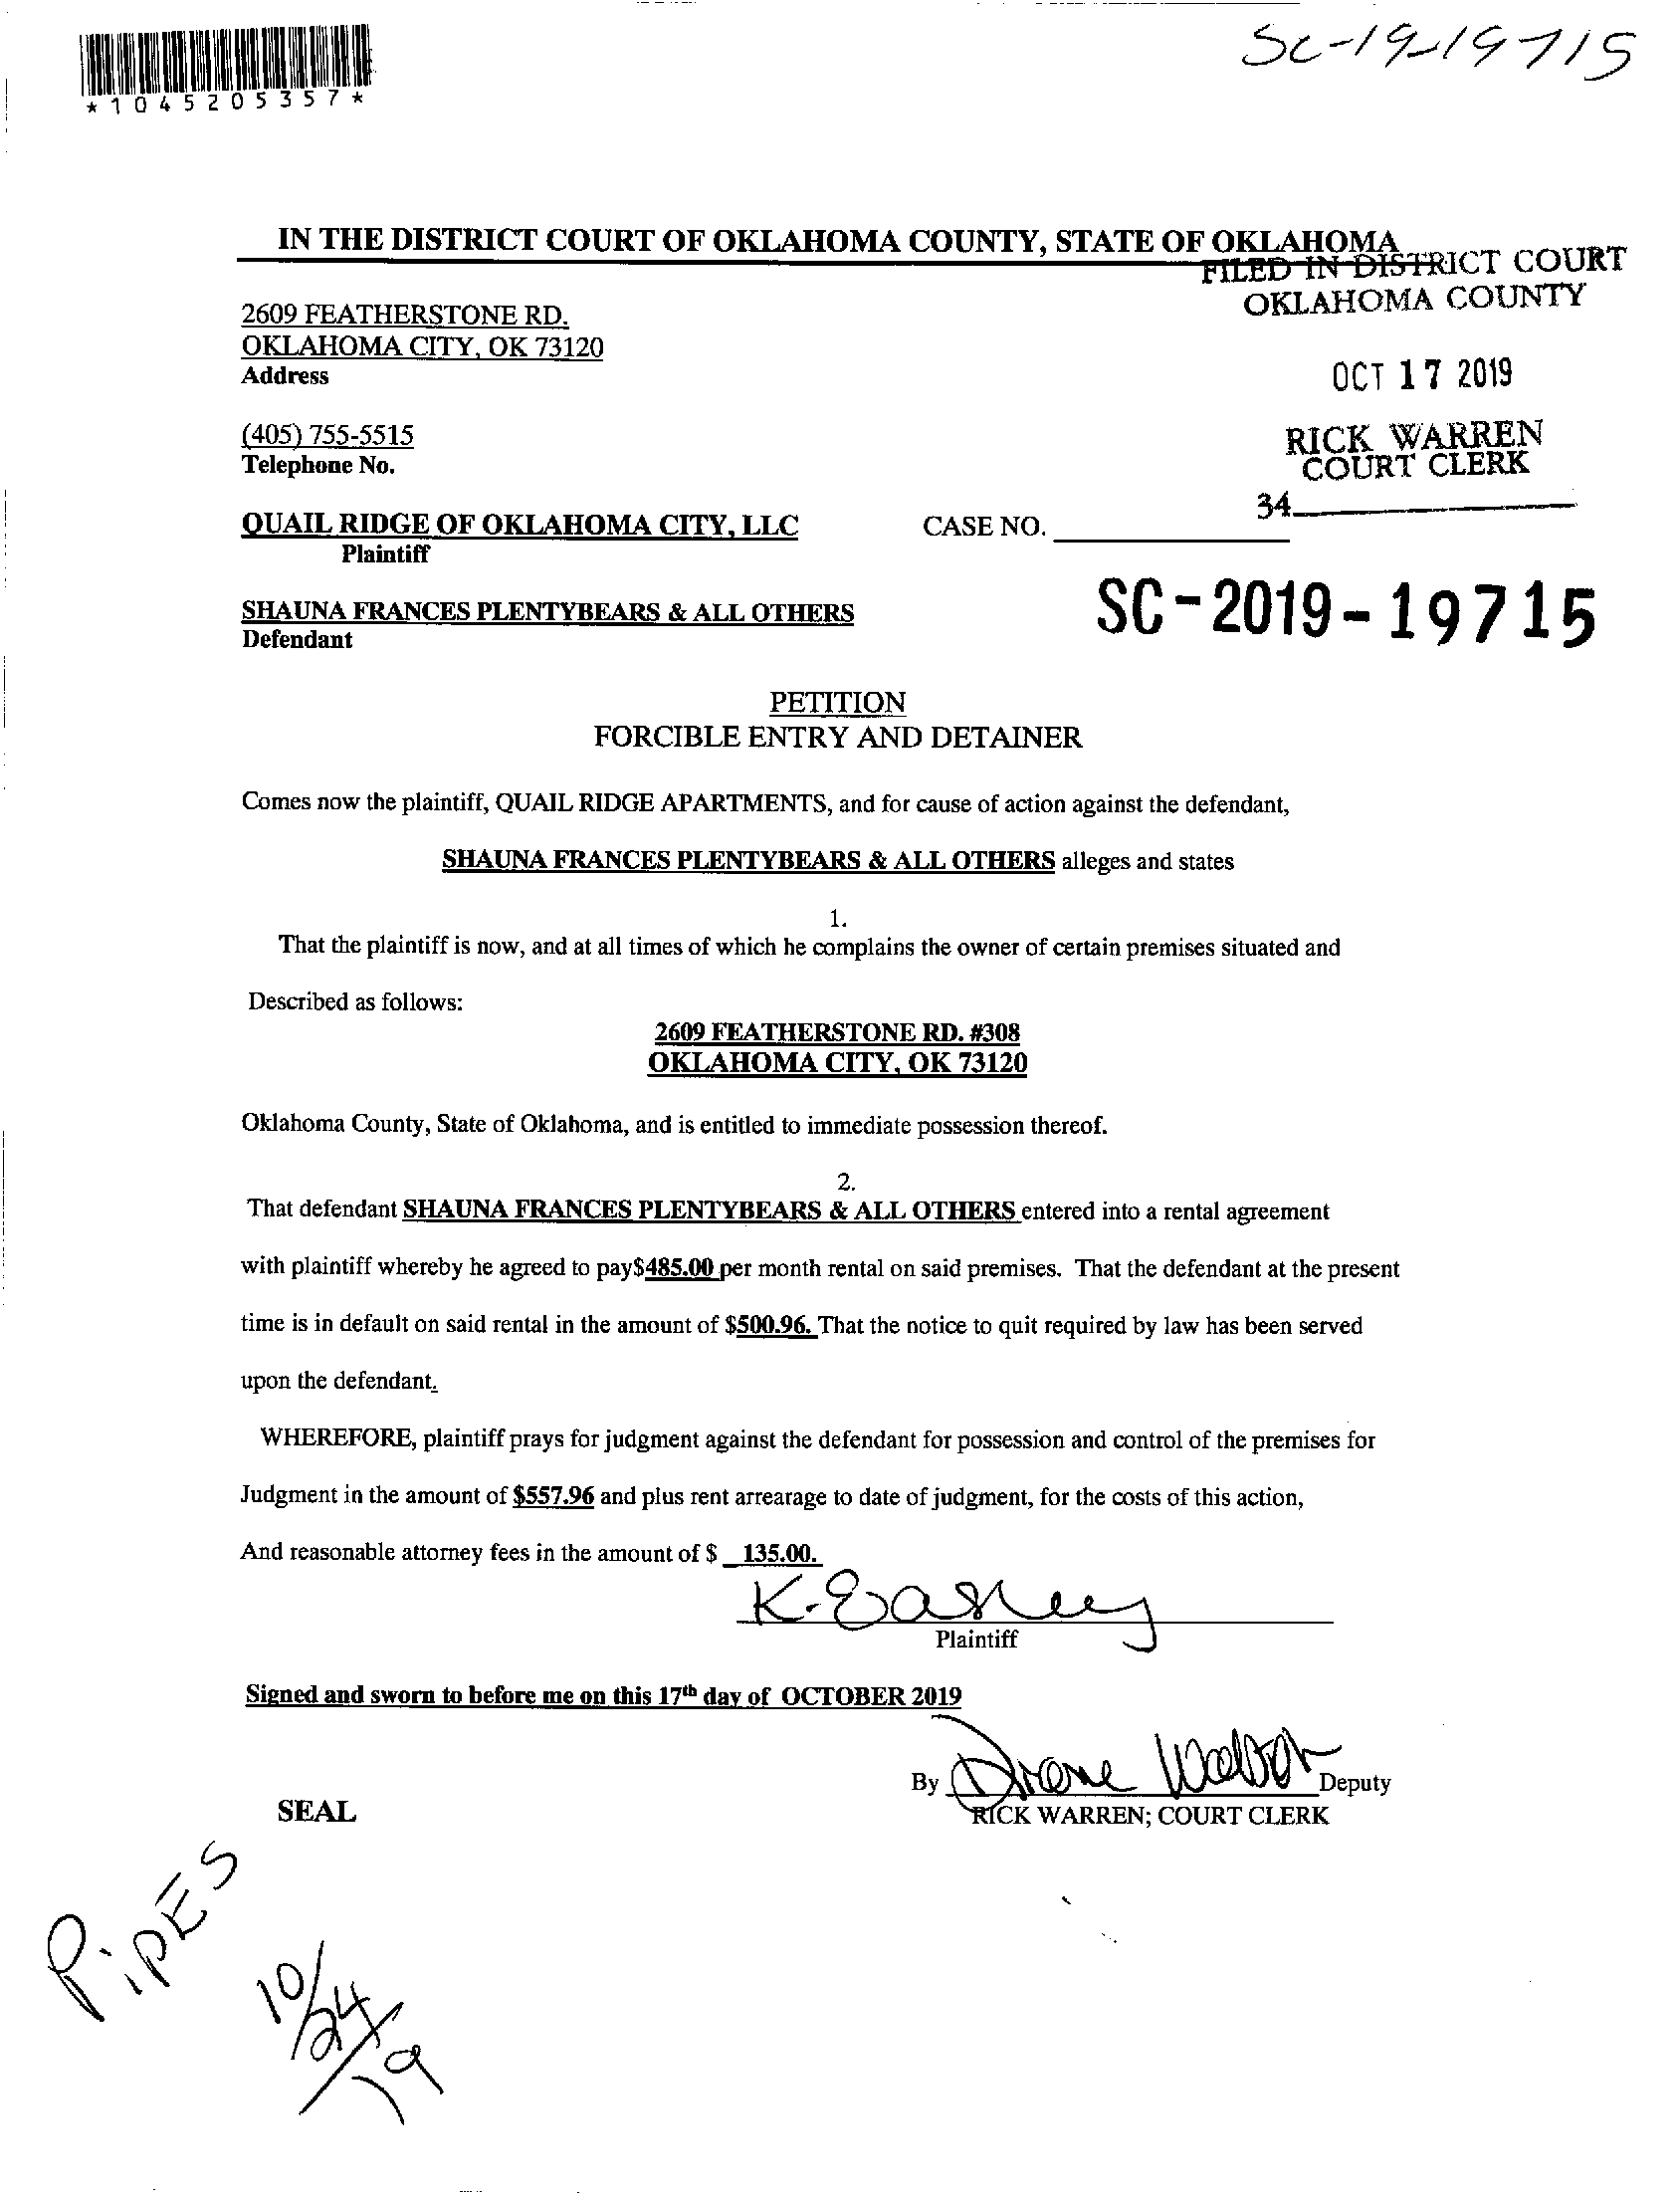 SC-19-19715
*1045205357*
IN THE DISTRICT COURT OF OKLAHOMA COUNTY, STATE OF OKLAHOMA
FILED IN DISTRICT COURT
OKLAHOMA COUNTY
2609 FEATHERSTONE RD.
OKLAHOMA CITY, OK 73120
Address
OCT 17 2019
(405) 755-5515
Telephone No.
RICK WARREN
COURT CLERK
34
QUAIL RIDGE OF OKLAHOMA CITY, LLC
Plaintiff
CASE NO.
SHAUNA FRANCES PLENTYBEARS & ALL OTHERS
Defendant
SC-2019-19715
PETITION
FORCIBLE ENTRY AND DETAINER
Comes now the plaintiff, QUAIL RIDGE APARTMENTS, and for cause of action against the defendant,
SHAUNA FRANCES PLENTYBEARS & ALL OTHERS alleges and states
1.
That the plaintiff is now, and at all times of which he complains the owner of certain premises situated and
Described as follows:
2609 FEATHERSTONE RD. #308
OKLAHOMA CITY, OK 73120
Oklahoma County, State of Oklahoma, and is entitled to immediate possession thereof.
2.
That defendant SHAUNA FRANCES PLENTYBEARS & ALL OTHERS entered into a rental agreement
with plaintiff whereby he agreed to pay$485.00 per month rental on said premises. That the defendant at the present
time is in default on said rental in the amount of $500.96. That the notice to quit required by law has been served
upon the defendant.
WHEREFORE, plaintiff prays for judgment against the defendant for possession and control of the premises for
Judgment in the amount of $557.96 and plus rent arrearage to date of judgment, for the costs of this action,
And reasonable attorney fees in the amount of $ 135.00.
K. Easley
Plaintiff
Signed and sworn to before me on this 17th day of OCTOBER 2019
By Diane Deputy
RICK WARREN; COURT CLERK
SEAL
PiPES
10/24/19